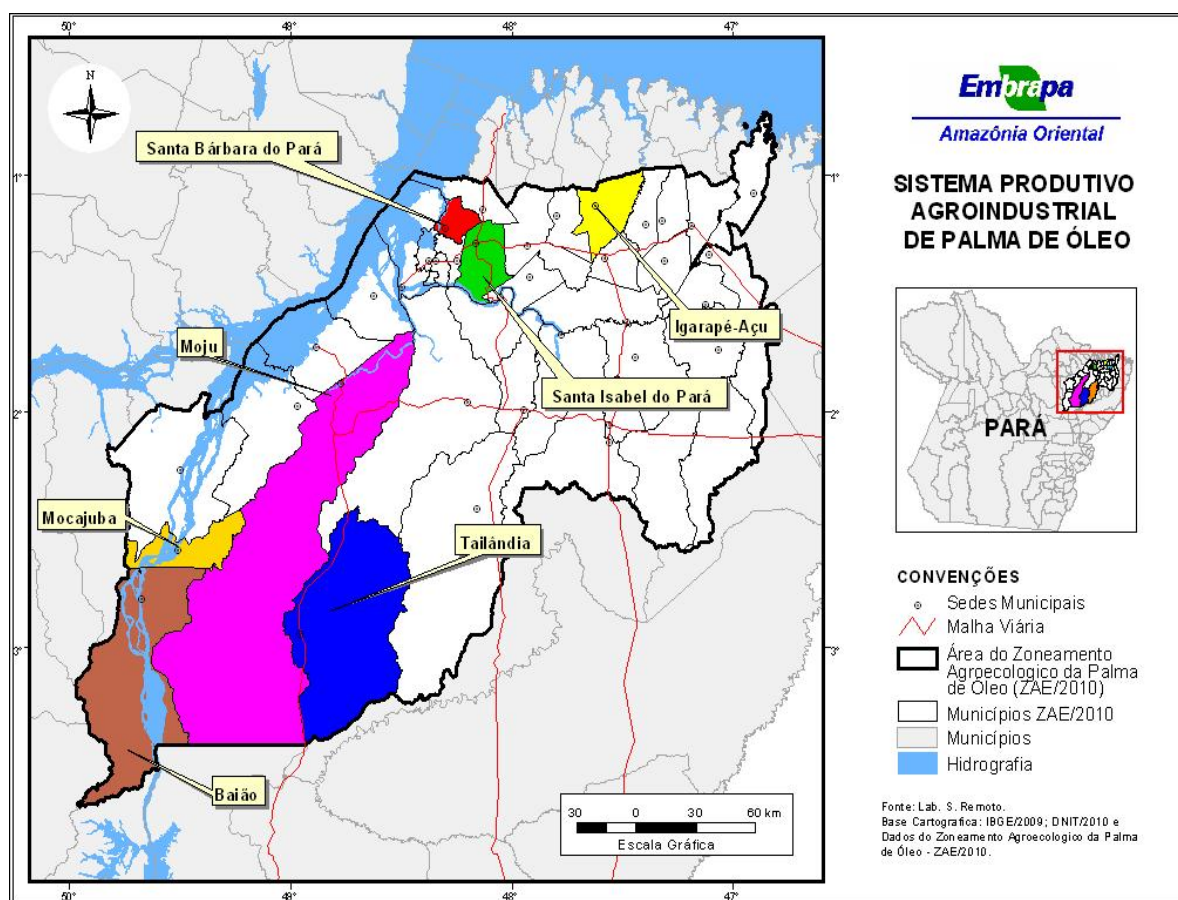 50°
49°
48°
47°
N
1°
1°
2°
2°
3°
3°
50°
49°
48°
47°
Santa Bárbara do Pará
Moju
Igarapé-Açu
Santa Isabel do Pará
Mocajuba
Tailândia
Baião
30 0 30 60 km
Escala Gráfica
Embrapa
Amazônia Oriental
SISTEMA PRODUTIVO
AGROINDUSTRIAL
DE PALMA DE ÓLEO
PARÁ
CONVENÇÕES
Sedes Municipais
Malha Viária
Área do Zoneamento
Agroecologico da Palma
de Óleo (ZAE/2010)
Municípios ZAE/2010
Municípios
Hidrografia
Fonte: Lab. S. Remoto.
Base Cartografica: IBGE/2009; DNIT/2010 e
Dados do Zoneamento Agroecologico da Palma
de Óleo - ZAE/2010.